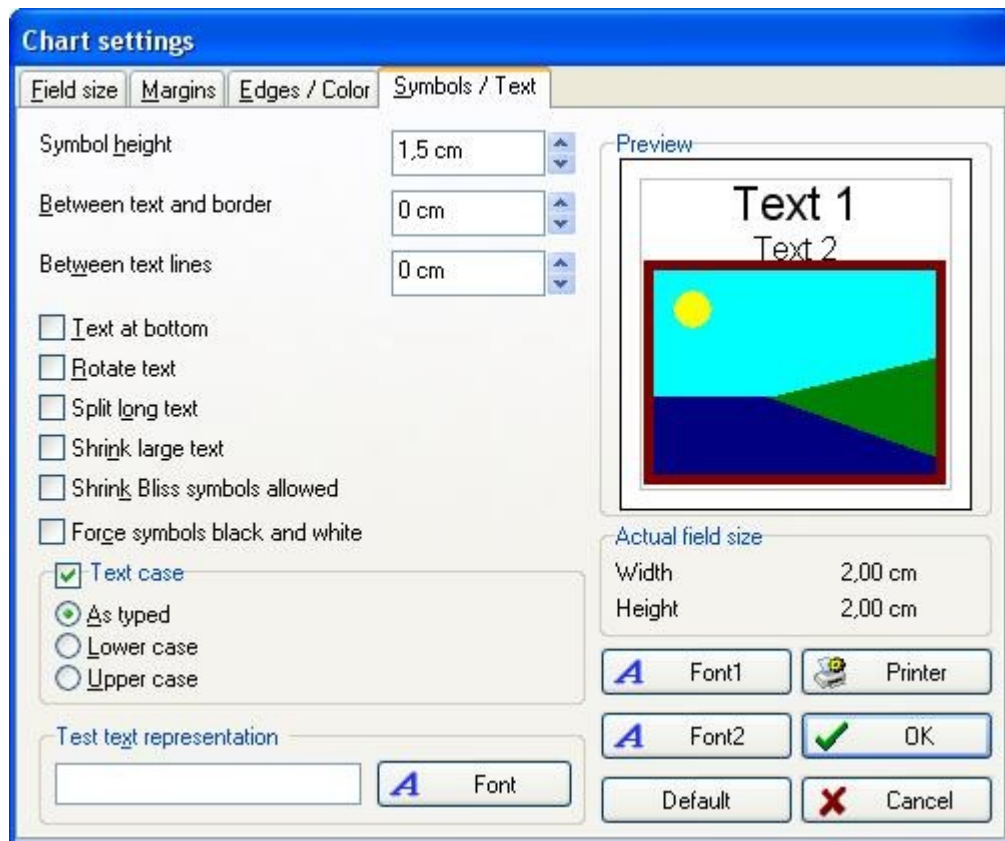 Chart settings
Field size Margins Edges / Color Symbols / Text
Symbol height 1,5 cm
Between text and border 0 cm
Between text lines 0 cm
Text at bottom
Rotate text
Split long text
Shrink large text
Shrink Bliss symbols allowed
Force symbols black and white
Text case
As typed
Lower case
Upper case
Test text representation
Font
Preview
Text 1
Text 2
Actual field size
Width 2,00 cm
Height 2,00 cm
Font1 Printer
Font2 OK
Default Cancel